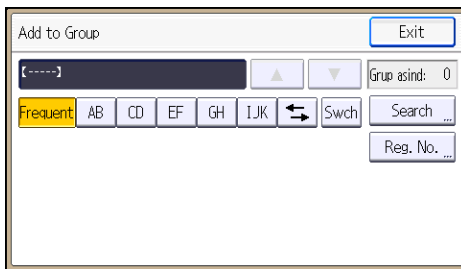 Add to Group
Exit
【-----】
▲ ▼
Grup asind: 0
Frequent AB CD EF GH IJK ⇆ Swch
Search ...
Reg. No. ...